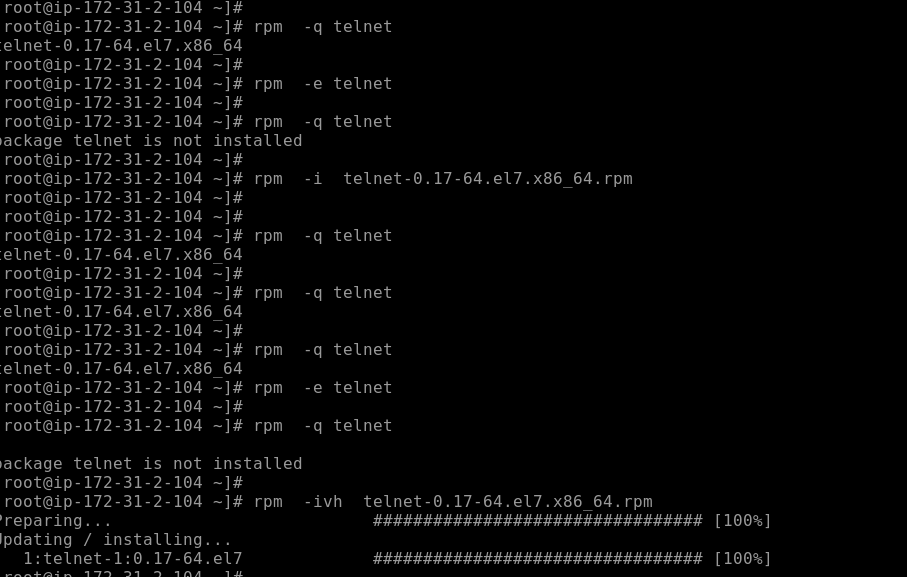 root@ip-172-31-2-104 ~]#
root@ip-172-31-2-104 ~]# rpm  -q telnet
telnet-0.17-64.el7.x86_64
root@ip-172-31-2-104 ~]#
root@ip-172-31-2-104 ~]# rpm  -e telnet
root@ip-172-31-2-104 ~]#
root@ip-172-31-2-104 ~]# rpm  -q telnet
package telnet is not installed
root@ip-172-31-2-104 ~]#
root@ip-172-31-2-104 ~]# rpm  -i  telnet-0.17-64.el7.x86_64.rpm
root@ip-172-31-2-104 ~]#
root@ip-172-31-2-104 ~]#
root@ip-172-31-2-104 ~]# rpm  -q telnet
telnet-0.17-64.el7.x86_64
root@ip-172-31-2-104 ~]#
root@ip-172-31-2-104 ~]# rpm  -q telnet
telnet-0.17-64.el7.x86_64
root@ip-172-31-2-104 ~]#
root@ip-172-31-2-104 ~]# rpm  -q telnet
telnet-0.17-64.el7.x86_64
root@ip-172-31-2-104 ~]# rpm  -e telnet
root@ip-172-31-2-104 ~]#
root@ip-172-31-2-104 ~]# rpm  -q telnet
package telnet is not installed
root@ip-172-31-2-104 ~]#
root@ip-172-31-2-104 ~]# rpm  -ivh  telnet-0.17-64.el7.x86_64.rpm
Preparing...                          ################################# [100%]
Updating / installing...
   1:telnet-1:0.17-64.el7             ################################# [100%]
root@ip-172-31-2-104 ~]#